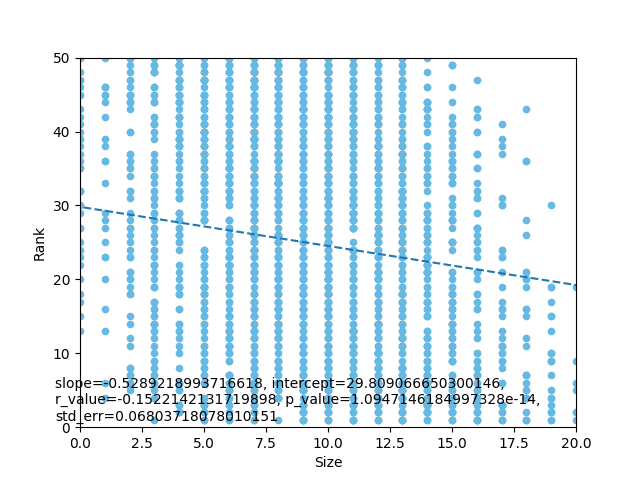 50
40
30
20
10
0
Rank
slope=-0.5289218993716618, intercept=29.809066650300146,
r_value=-0.1522142131719898, p_value=1.0947146184997328e-14,
std_err=0.06803718078010151
0.0 2.5 5.0 7.5 10.0 12.5 15.0 17.5 20.0
Size